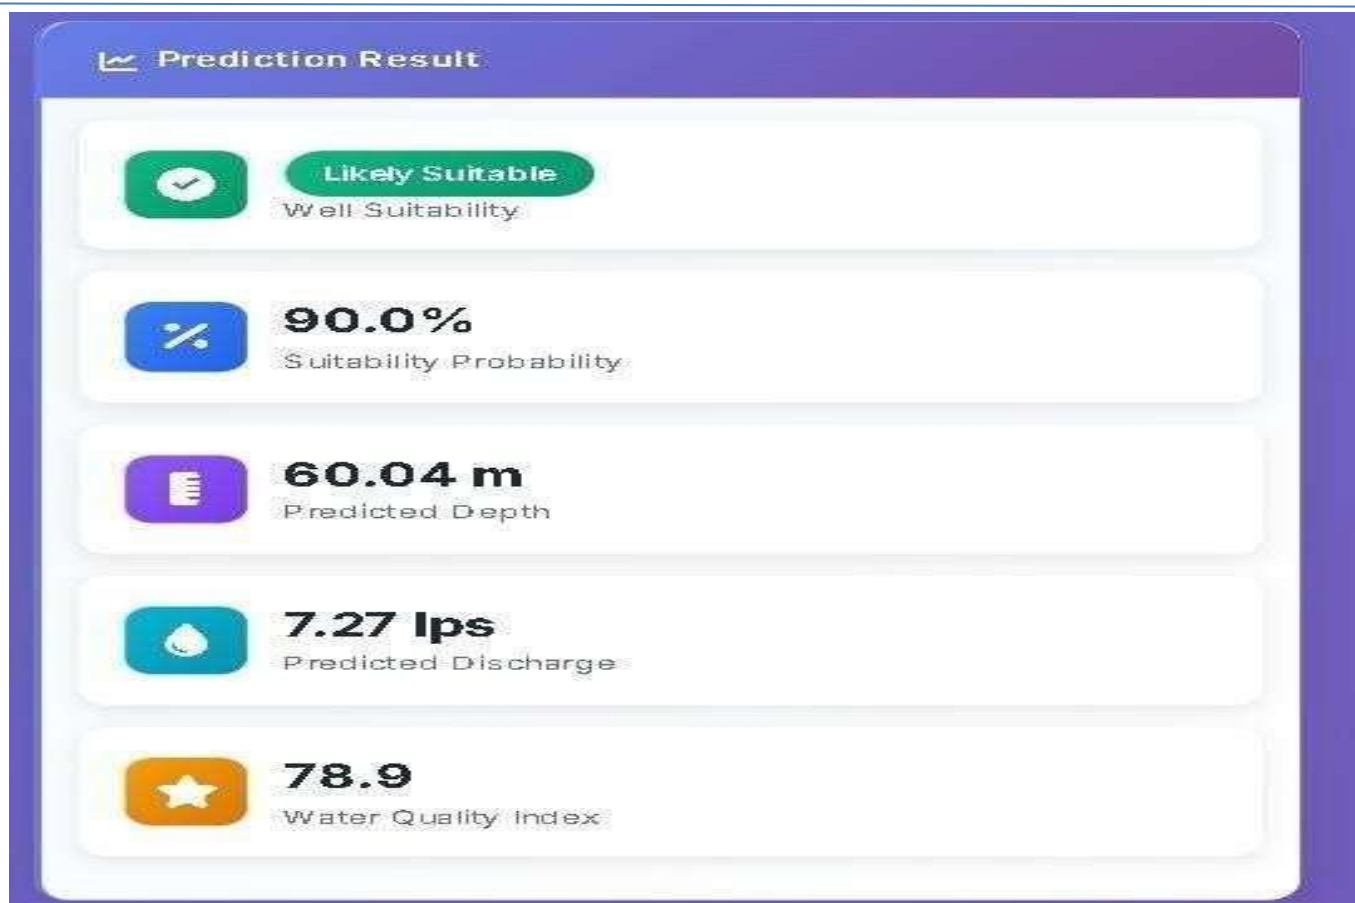 Prediction Result
Likely Suitable
Well Suitability
90.0%
Suitability Probability
60.04 m
Predicted Depth
7.27 lps
Predicted Discharge
78.9
Water Quality Index